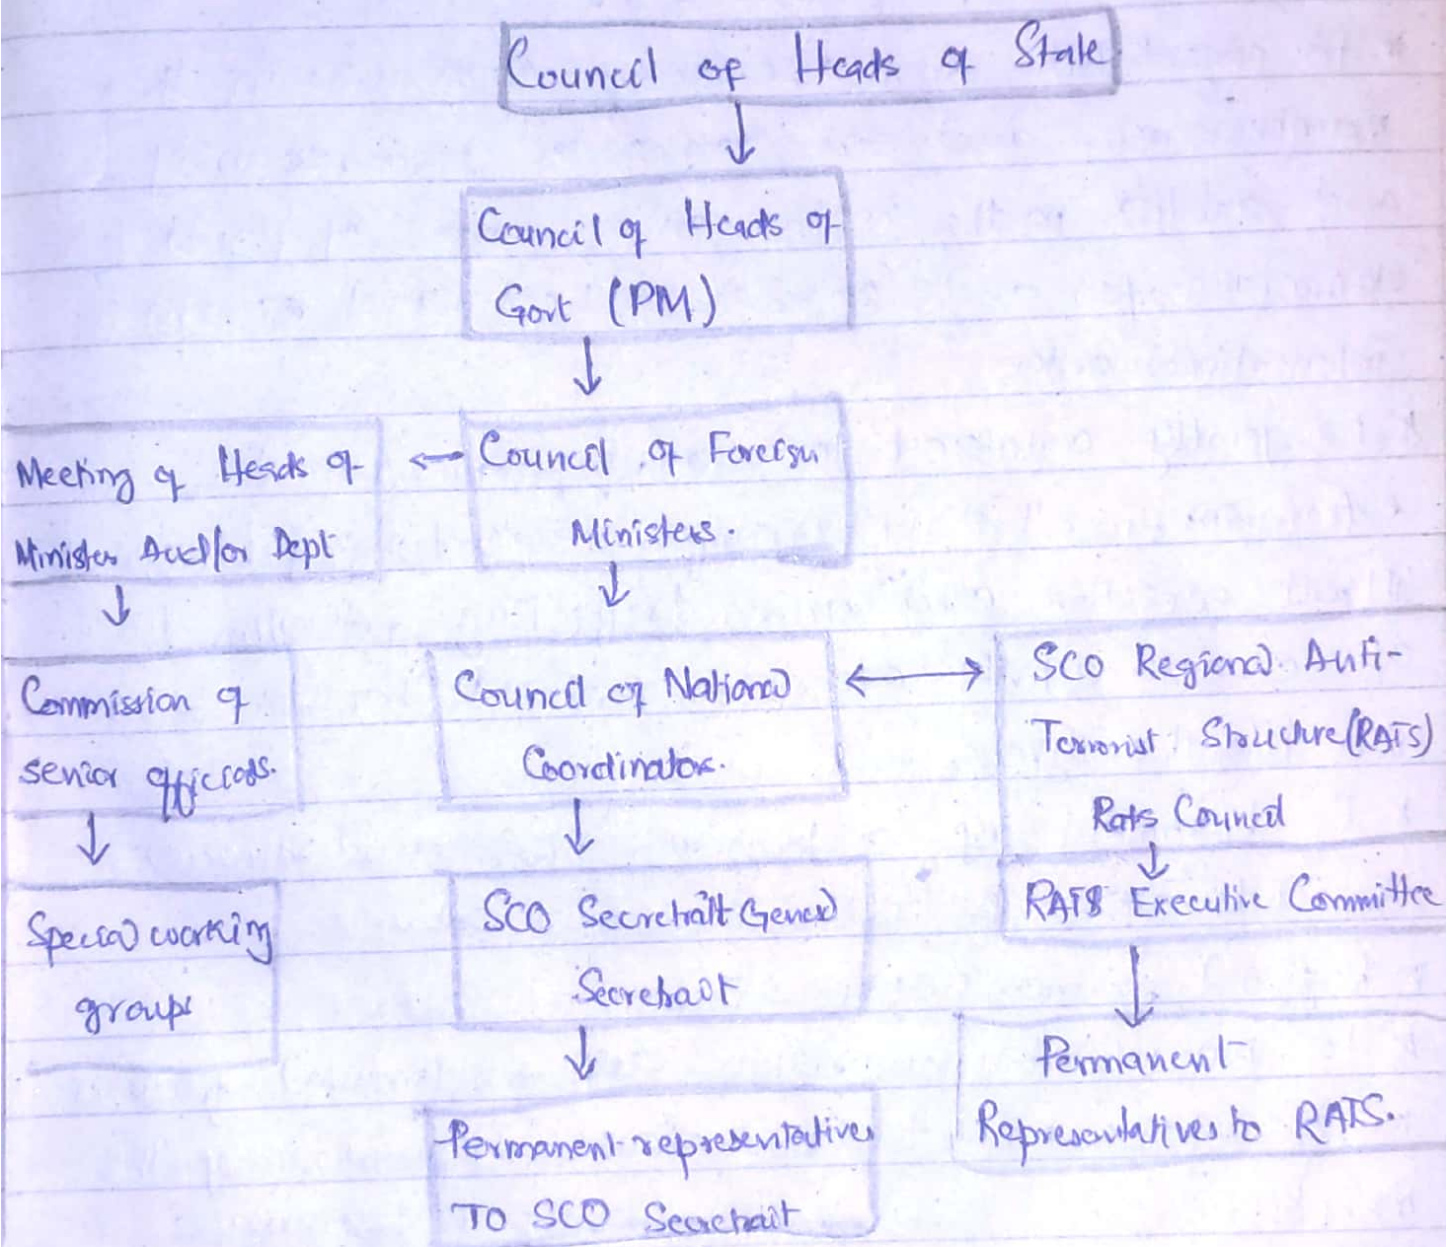 Council of Heads of State
Council of Heads of
Govt (PM)
Meeting of Heads of
Minister And/or Dept
Council of Foreign
Ministers.
Commission of
senior officials.
Council of National
Coordinator.
SCO Regional Anti-
Terrorist Structure (RATS)
Rats Council
RATS Executive Committee
Special working
groups
SCO Secretrait General
Secretrait
Permanent
Representatives to RATS.
Permanent representatives
TO SCO Secretrait